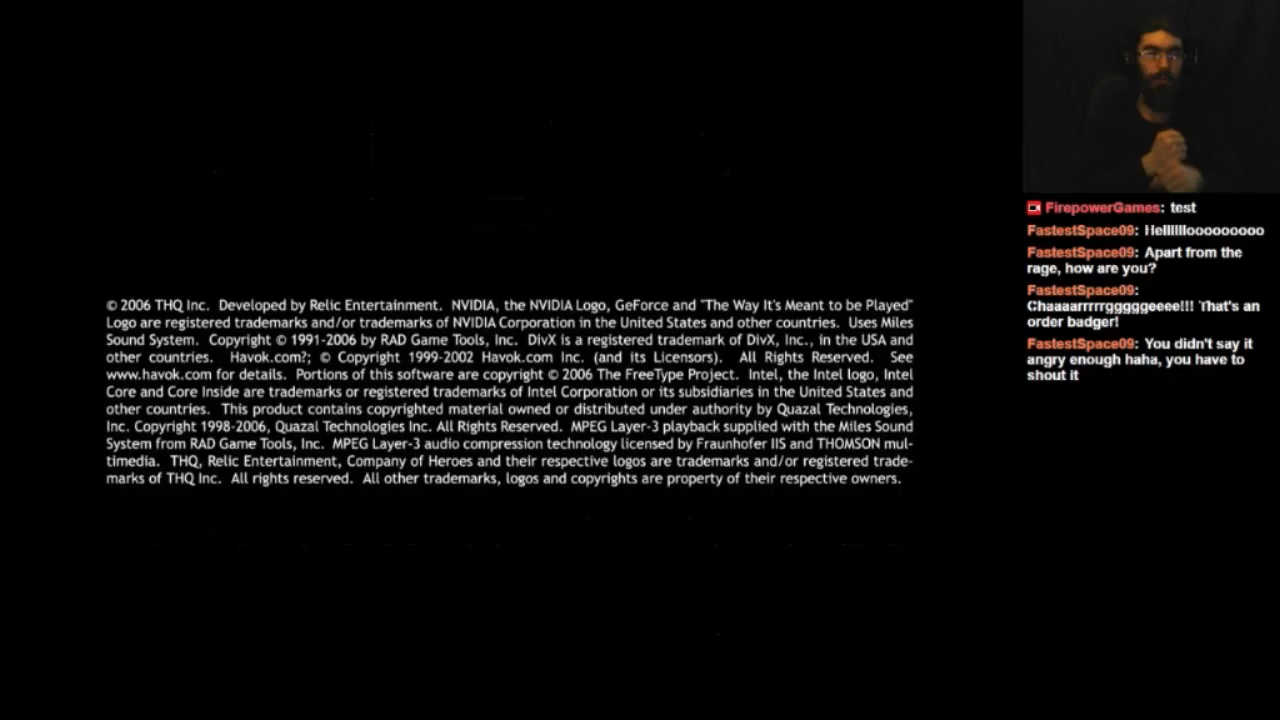 © 2006 THQ Inc. Developed by Relic Entertainment. NVIDIA, the NVIDIA Logo, GeForce and "The Way It's Meant to be Played"
Logo are registered trademarks and/or trademarks of NVIDIA Corporation in the United States and other countries. Uses Miles
Sound System. Copyright © 1991-2006 by RAD Game Tools, Inc. DivX is a registered trademark of DivX, Inc., in the USA and
other countries. Havok.com?; © Copyright 1999-2002 Havok.com Inc. (and its Licensors). All Rights Reserved. See
www.havok.com for details. Portions of this software are copyright © 2006 The FreeType Project. Intel, the Intel logo, Intel
Core and Core Inside are trademarks or registered trademarks of Intel Corporation or its subsidiaries in the United States and
other countries. This product contains copyrighted material owned or distributed under authority by Quazal Technologies,
Inc. Copyright 1998-2006, Quazal Technologies Inc. All Rights Reserved. MPEG Layer-3 playback supplied with the Miles Sound
System from RAD Game Tools, Inc. MPEG Layer-3 audio compression technology licensed by Fraunhofer IIS and THOMSON mul-
timedia. THQ, Relic Entertainment, Company of Heroes and their respective logos are trademarks and/or registered trade-
marks of THQ Inc. All rights reserved. All other trademarks, logos and copyrights are property of their respective owners.
FirepowerGames: test
FastestSpace09: Helllllllooooooooo
FastestSpace09: Apart from the
rage, how are you?
FastestSpace09:
Chaaaarrrrrgggggeeee!!! That's an
order badger!
FastestSpace09: You didn't say it
angry enough haha, you have to
shout it